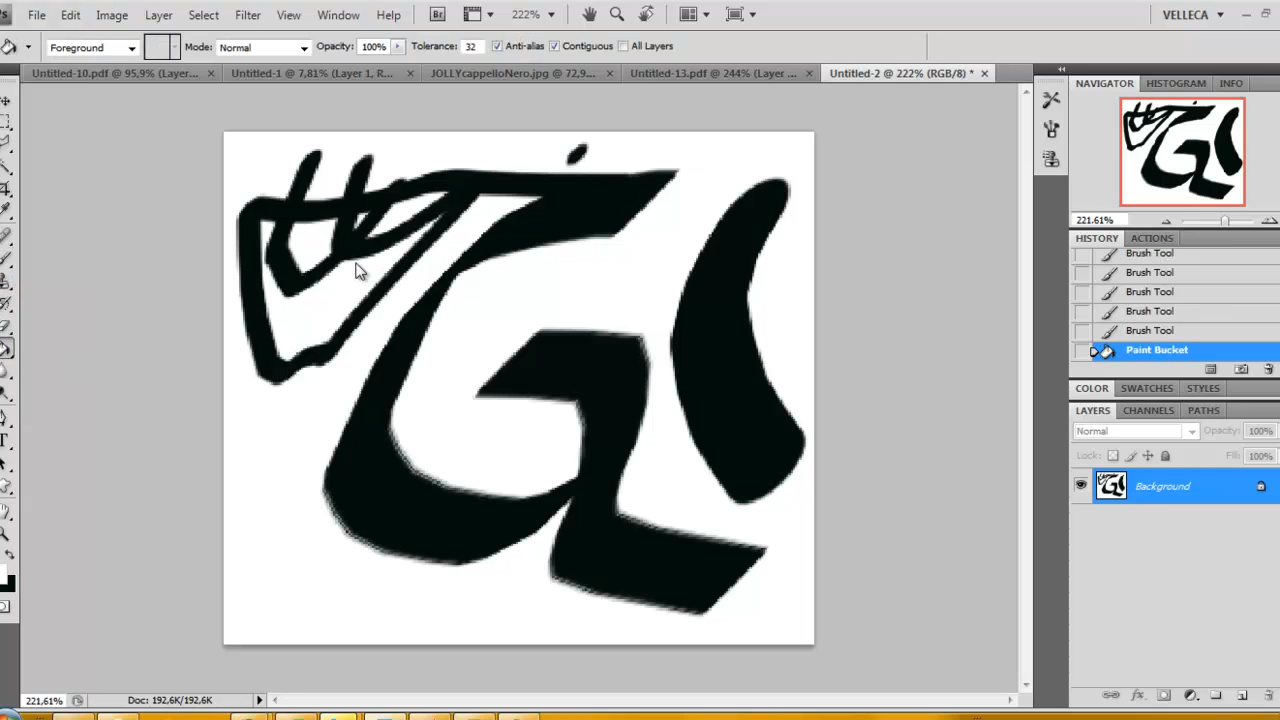 File Edit Image Layer Select Filter View Window Help Br 222% VELLECA
Foreground Mode: Normal Opacity: 100% Tolerance: 32 Anti-alias Contiguous All Layers
Untitled-10.pdf @ 95,9% (Layer... Untitled-1 @ 7,81% (Layer 1, R... JOLLYcappelloNero.jpg @ 72,9... Untitled-13.pdf @ 244% (Layer ... Untitled-2 @ 222% (RGB/8) *
NAVIGATOR HISTOGRAM INFO
221.61%
HISTORY ACTIONS
Brush Tool
Brush Tool
Brush Tool
Brush Tool
Brush Tool
Paint Bucket
COLOR SWATCHES STYLES
LAYERS CHANNELS PATHS
Normal Opacity: 100%
Lock: Fill: 100%
Background
221,61% Doc: 192,6K/192,6K